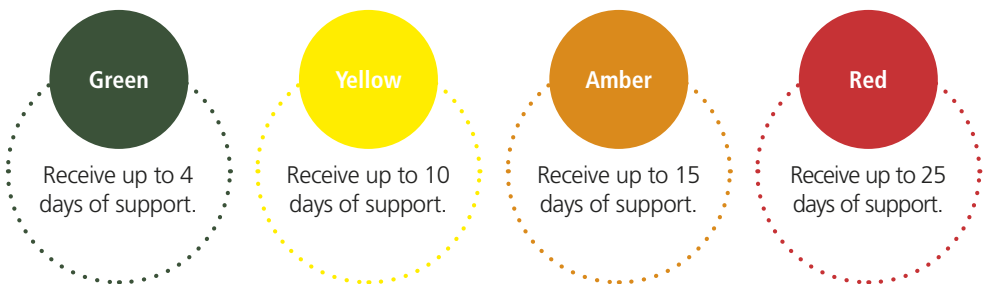 Green
Receive up to 4
days of support.
Yellow
Receive up to 10
days of support.
Amber
Receive up to 15
days of support.
Red
Receive up to 25
days of support.